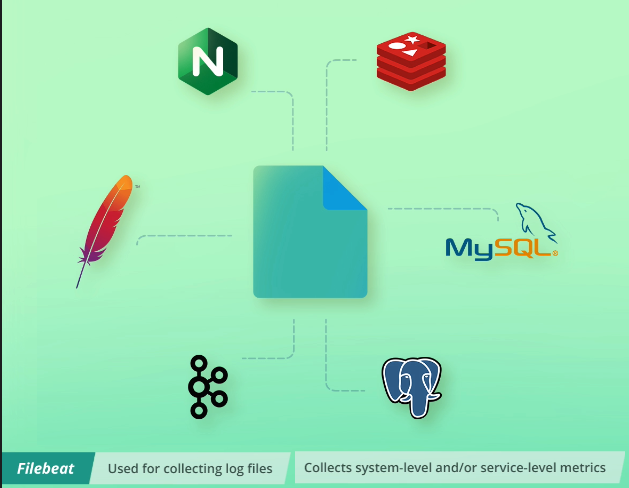 N
MySQL®
Filebeat
Used for collecting log files
Collects system-level and/or service-level metrics